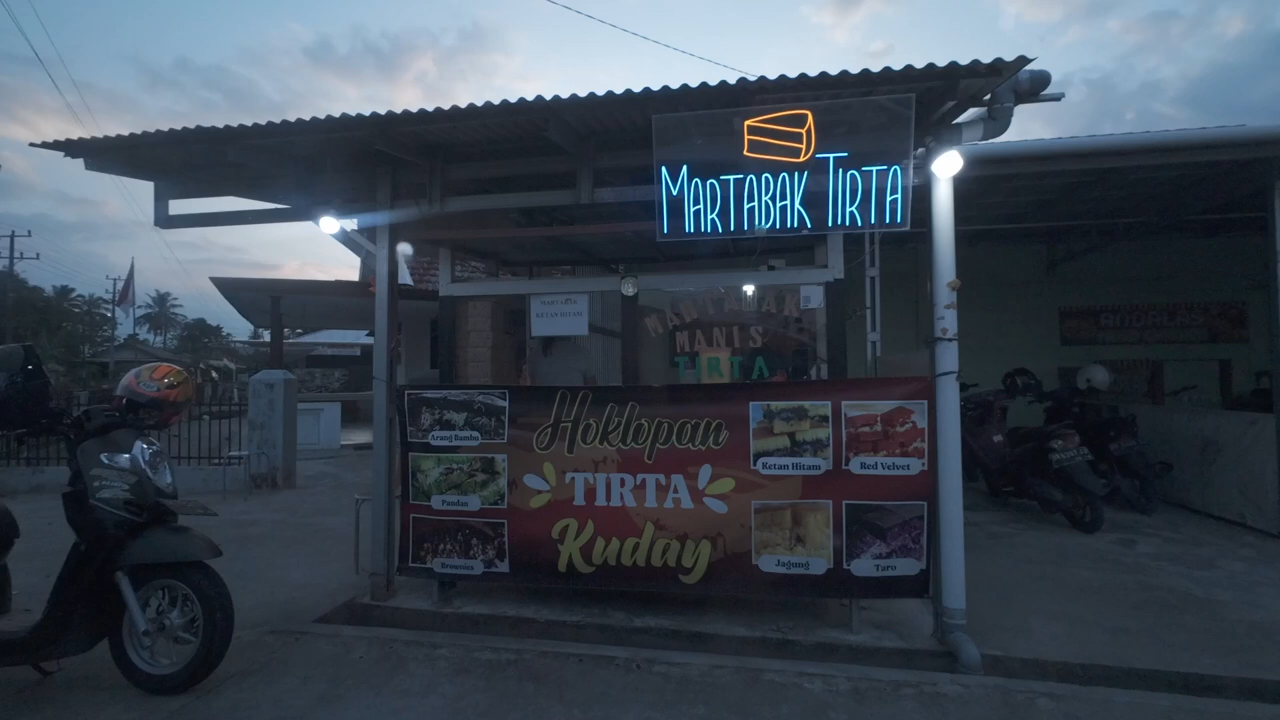 MARTABAK TIRTA
MARTABAK
KETAN HITAM
MARTABAK
MANIS
TIRTA
Hoklopan
TIRTA
Kuday
Arang Bambu
Pandan
Brownies
Ketan Hitam
Red Velvet
Jagung
Taro